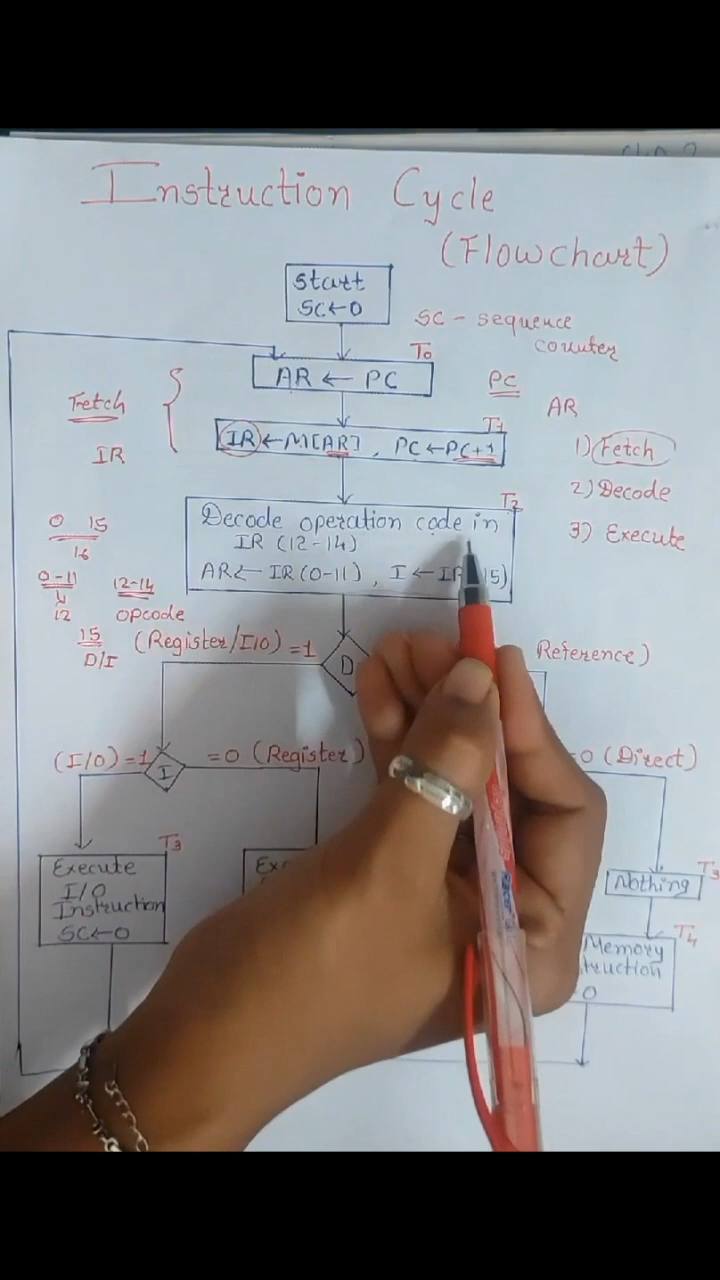 Instruction Cycle
(Flowchart)
Start
SC←0
SC - sequence
counter
T0
AR ← PC
PC
AR
Fetch
IR
T1
IR←M[AR], PC←PC+1
1) Fetch
2) Decode
3) Execute
T2
Decode operation code in
IR (12-14)
AR← IR (0-11), I ← IR 15)
0 15
16
0-11
12
12-14
opcode
15
D/I
(Register/I/O) =1
D
Reference)
(I/O) =1
I
=0 (Register)
=0 (Direct)
T3
Execute
I/O
Instruction
SC←0
T3
Nothing
T4
Memory
0